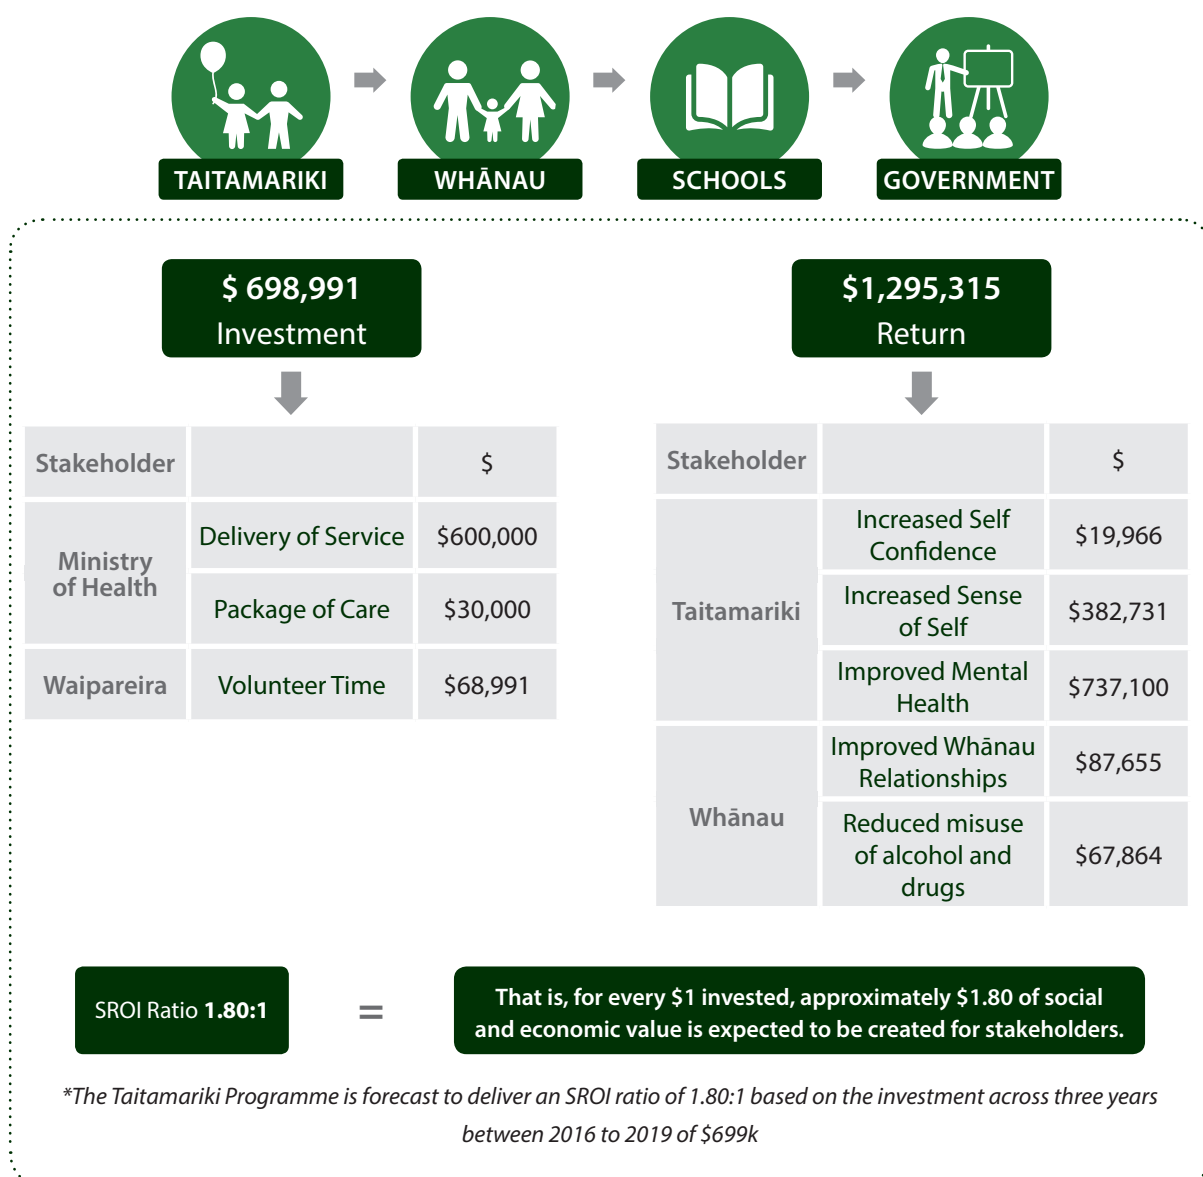 TAITAMARIKI
WHĀNAU
SCHOOLS
GOVERNMENT
$ 698,991
Investment
Stakeholder
$
Ministry
of Health
Delivery of Service
$600,000
Package of Care
$30,000
Waipareira
Volunteer Time
$68,991
$1,295,315
Return
Stakeholder
$
Taitamariki
Increased Self
Confidence
$19,966
Increased Sense
of Self
$382,731
Improved Mental
Health
$737,100
Whānau
Improved Whānau
Relationships
$87,655
Reduced misuse
of alcohol and
drugs
$67,864
SROI Ratio 1.80:1
=
That is, for every $1 invested, approximately $1.80 of social
and economic value is expected to be created for stakeholders.
*The Taitamariki Programme is forecast to deliver an SROI ratio of 1.80:1 based on the investment across three years
between 2016 to 2019 of $699k